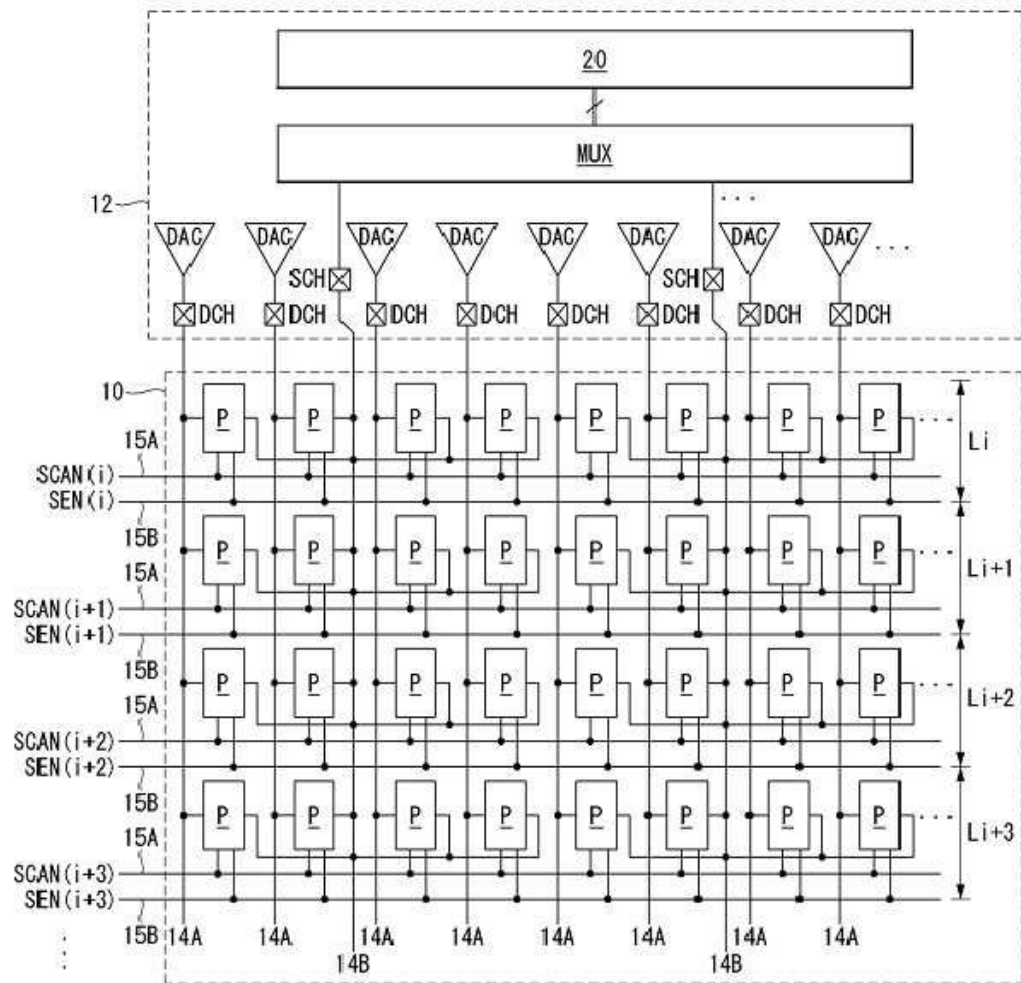 20
MUX
12
DAC DAC DAC DAC DAC DAC DAC DAC
SCH SCH
DCH DCH DCH DCH DCH DCH DCH DCH
10
P P P P P P P P
Li
15A
SCAN(i)
SEN(i)
15B
P P P P P P P P
Li+1
15A
SCAN(i+1)
SEN(i+1)
15B
P P P P P P P P
Li+2
15A
SCAN(i+2)
SEN(i+2)
15B
P P P P P P P P
Li+3
15A
SCAN(i+3)
SEN(i+3)
15B
14A 14A 14A 14A 14A 14A 14A 14A
14B 14B